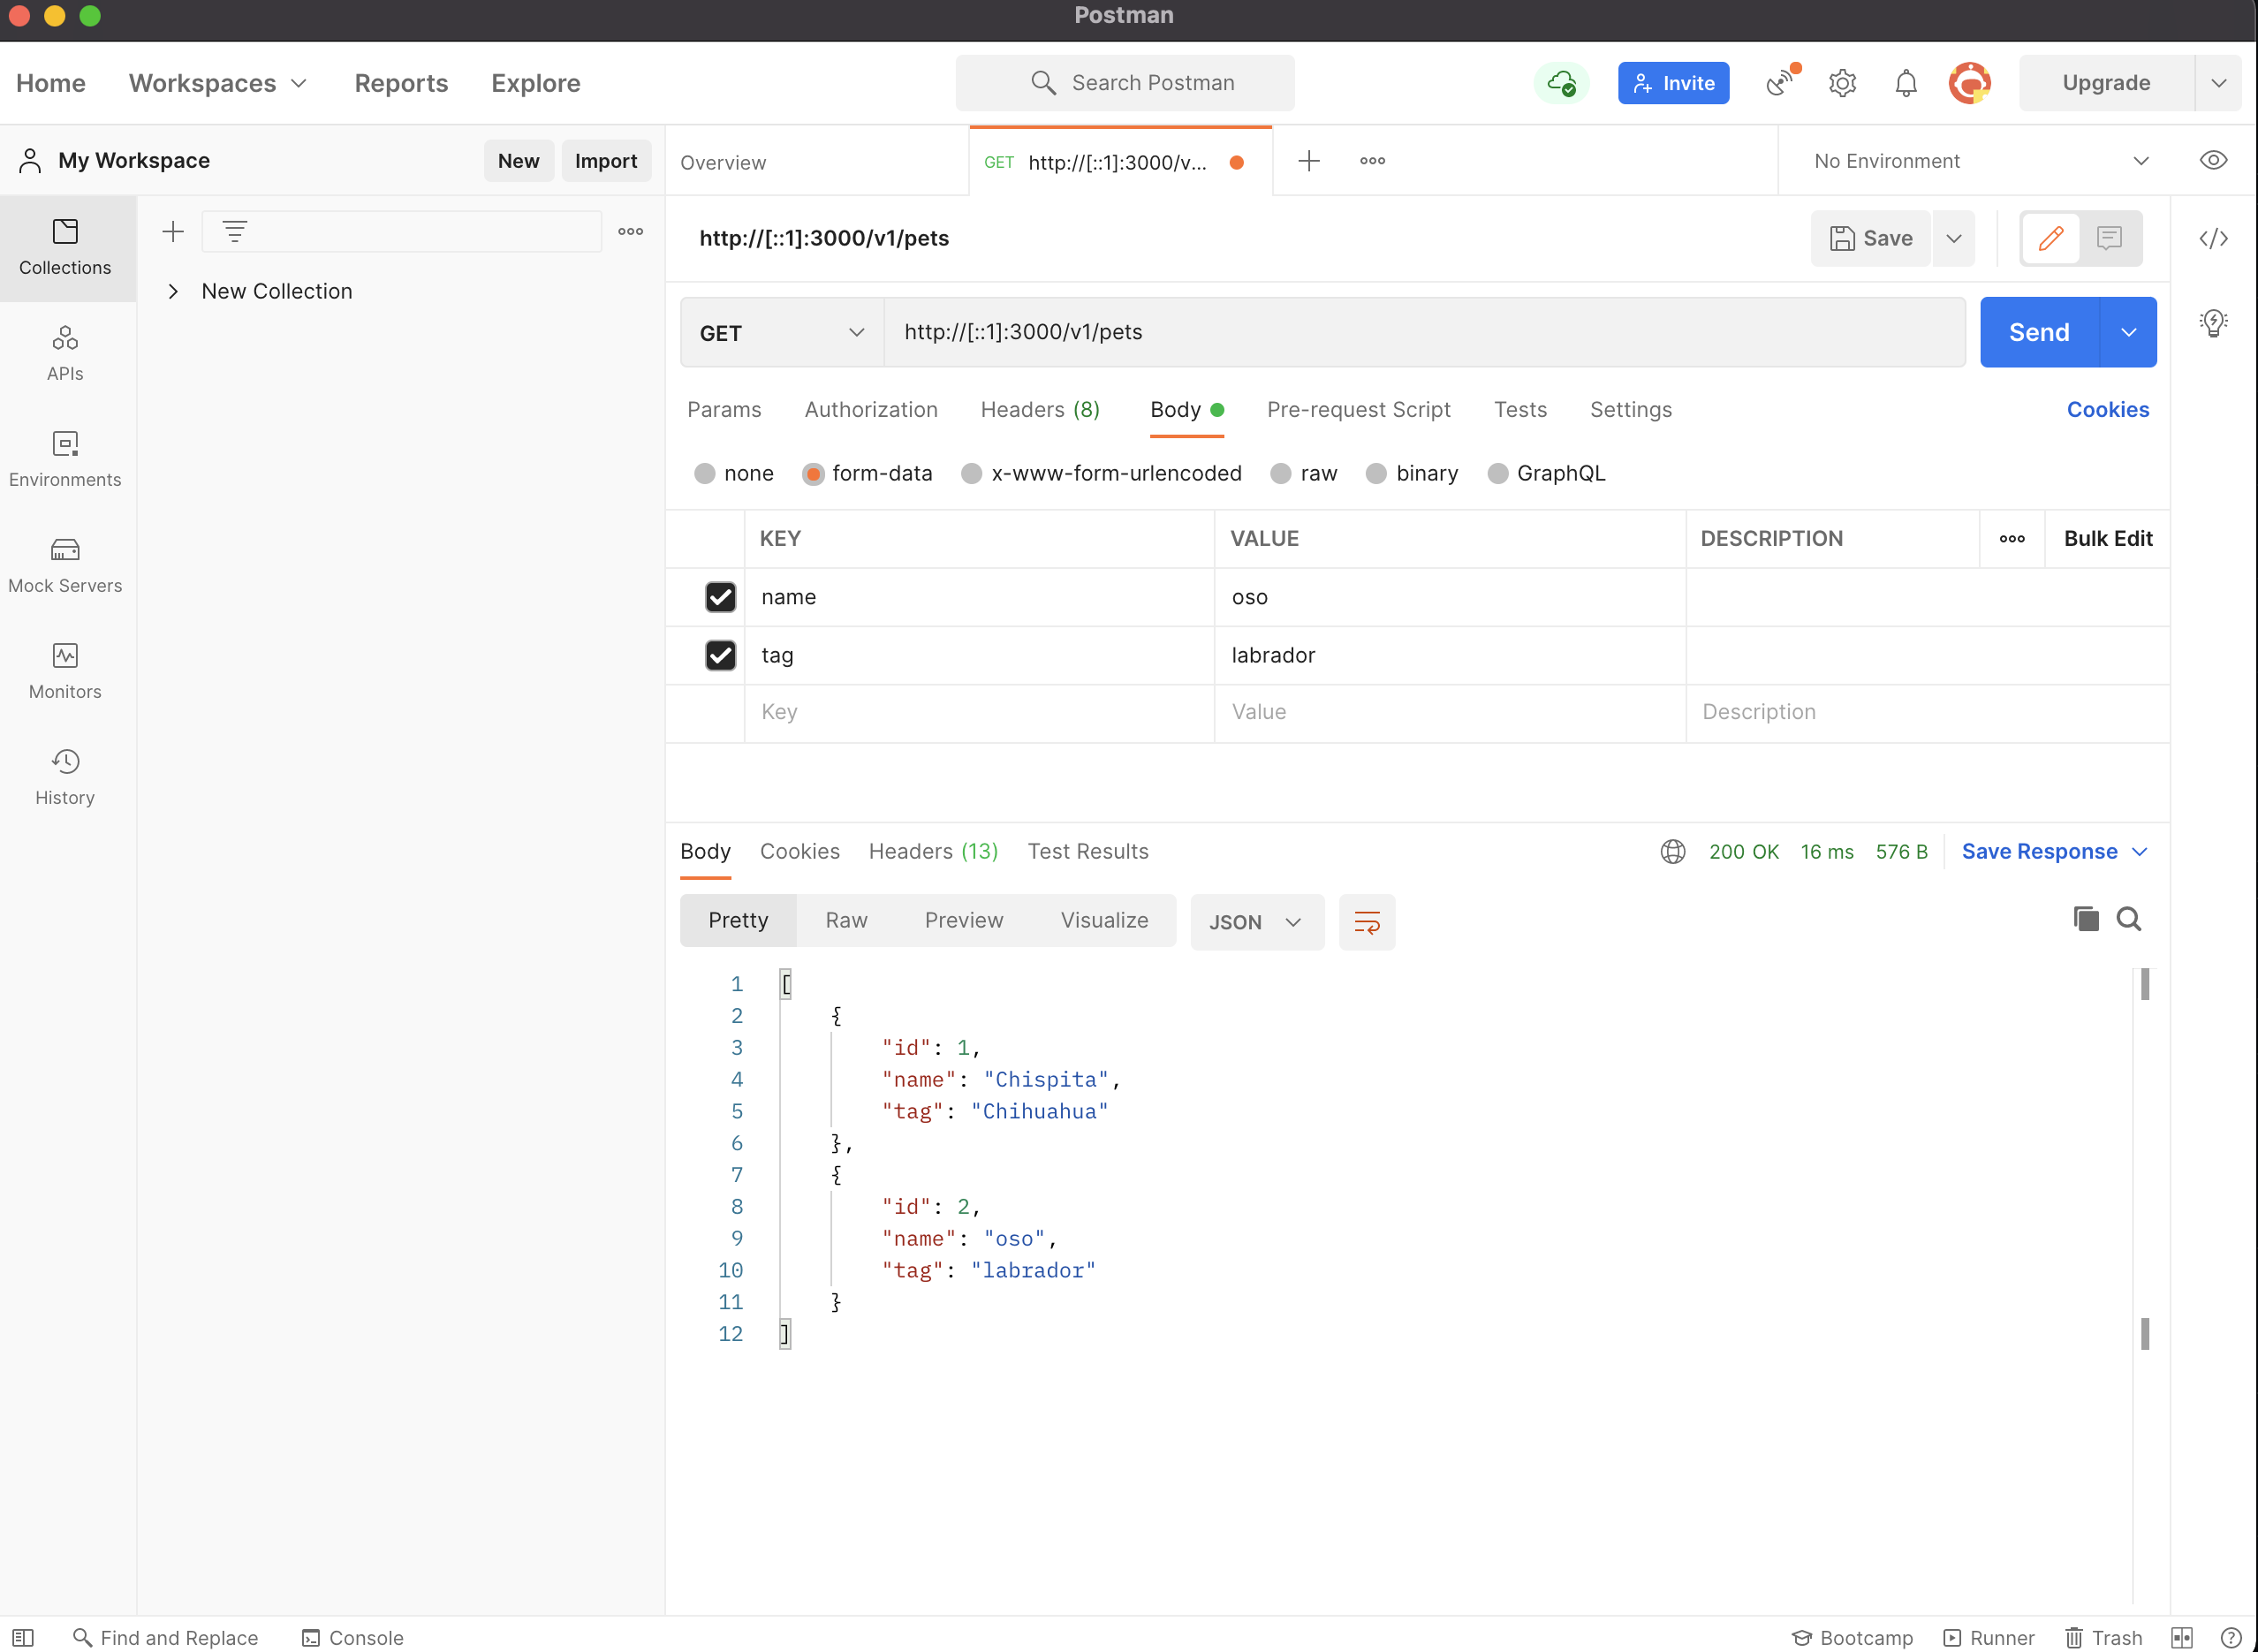 Postman
Home Workspaces Reports Explore Search Postman Invite Upgrade
My Workspace New Import Overview GET http://[::1]:3000/v... No Environment
Collections
APIs
Environments
Mock Servers
Monitors
History
New Collection
http://[::1]:3000/v1/pets Save
GET http://[::1]:3000/v1/pets Send
Params Authorization Headers (8) Body Pre-request Script Tests Settings Cookies
none form-data x-www-form-urlencoded raw binary GraphQL
KEY VALUE DESCRIPTION Bulk Edit
name oso
tag labrador
Key Value Description
Body Cookies Headers (13) Test Results 200 OK 16 ms 576 B Save Response
Pretty Raw Preview Visualize JSON
1 [
2 {
3 "id": 1,
4 "name": "Chispita",
5 "tag": "Chihuahua"
6 },
7 {
8 "id": 2,
9 "name": "oso",
10 "tag": "labrador"
11 }
12 ]
Find and Replace Console Bootcamp Runner Trash